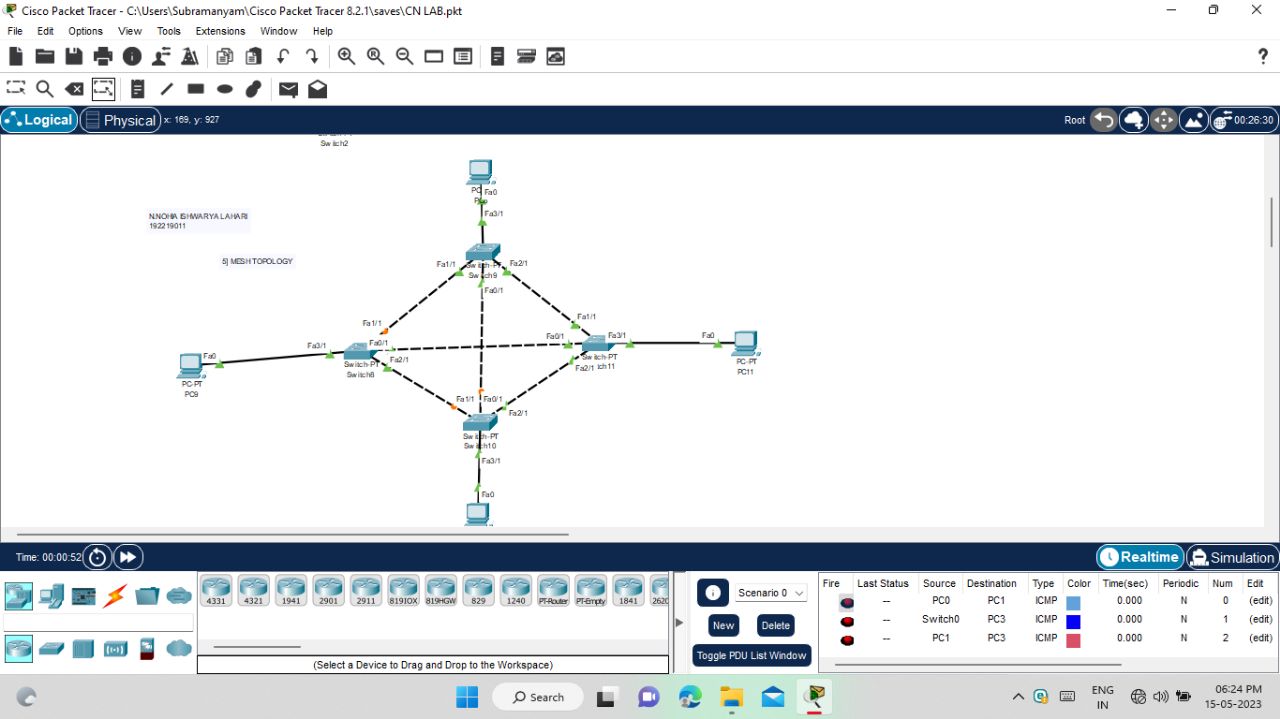 Cisco Packet Tracer - C:\Users\Subramanyam\Cisco Packet Tracer 8.2.1\saves\CN LAB.pkt
File Edit Options View Tools Extensions Window Help
Logical Physical x: 169, y: 927 Root 00:26:30
Switch2
PC Fa0
Fa3/1
N.NOHA ISHWARYA LAHARI
192219011
5] MESH TOPOLOGY
Fa1/1 Switch-PT Fa2/1
Switch9
Fa0/1
Fa1/1 Fa1/1
Fa3/1 Fa0/1 Fa0/1 Fa3/1 Fa0
Fa0 Switch-PT Fa2/1 Switch-PT
Switch8 Fa2/1 tch11
PC-PT
PC9
PC-PT
PC11
Fa1/1 Fa0/1
Fa2/1
Switch-PT
Switch10
Fa3/1
Fa0
Time: 00:00:52 Realtime Simulation
4331 4321 1941 2901 2911 819IOX 819HGW 829 1240 PT-Router PT-Empty 1841 2620
(Select a Device to Drag and Drop to the Workspace)
Scenario 0
New Delete
Toggle PDU List Window
Fire Last Status Source Destination Type Color Time(sec) Periodic Num Edit
-- PC0 PC1 ICMP 0.000 N 0 (edit)
-- Switch0 PC3 ICMP 0.000 N 1 (edit)
-- PC1 PC3 ICMP 0.000 N 2 (edit)
Search
ENG
IN
06:24 PM
15-05-2023